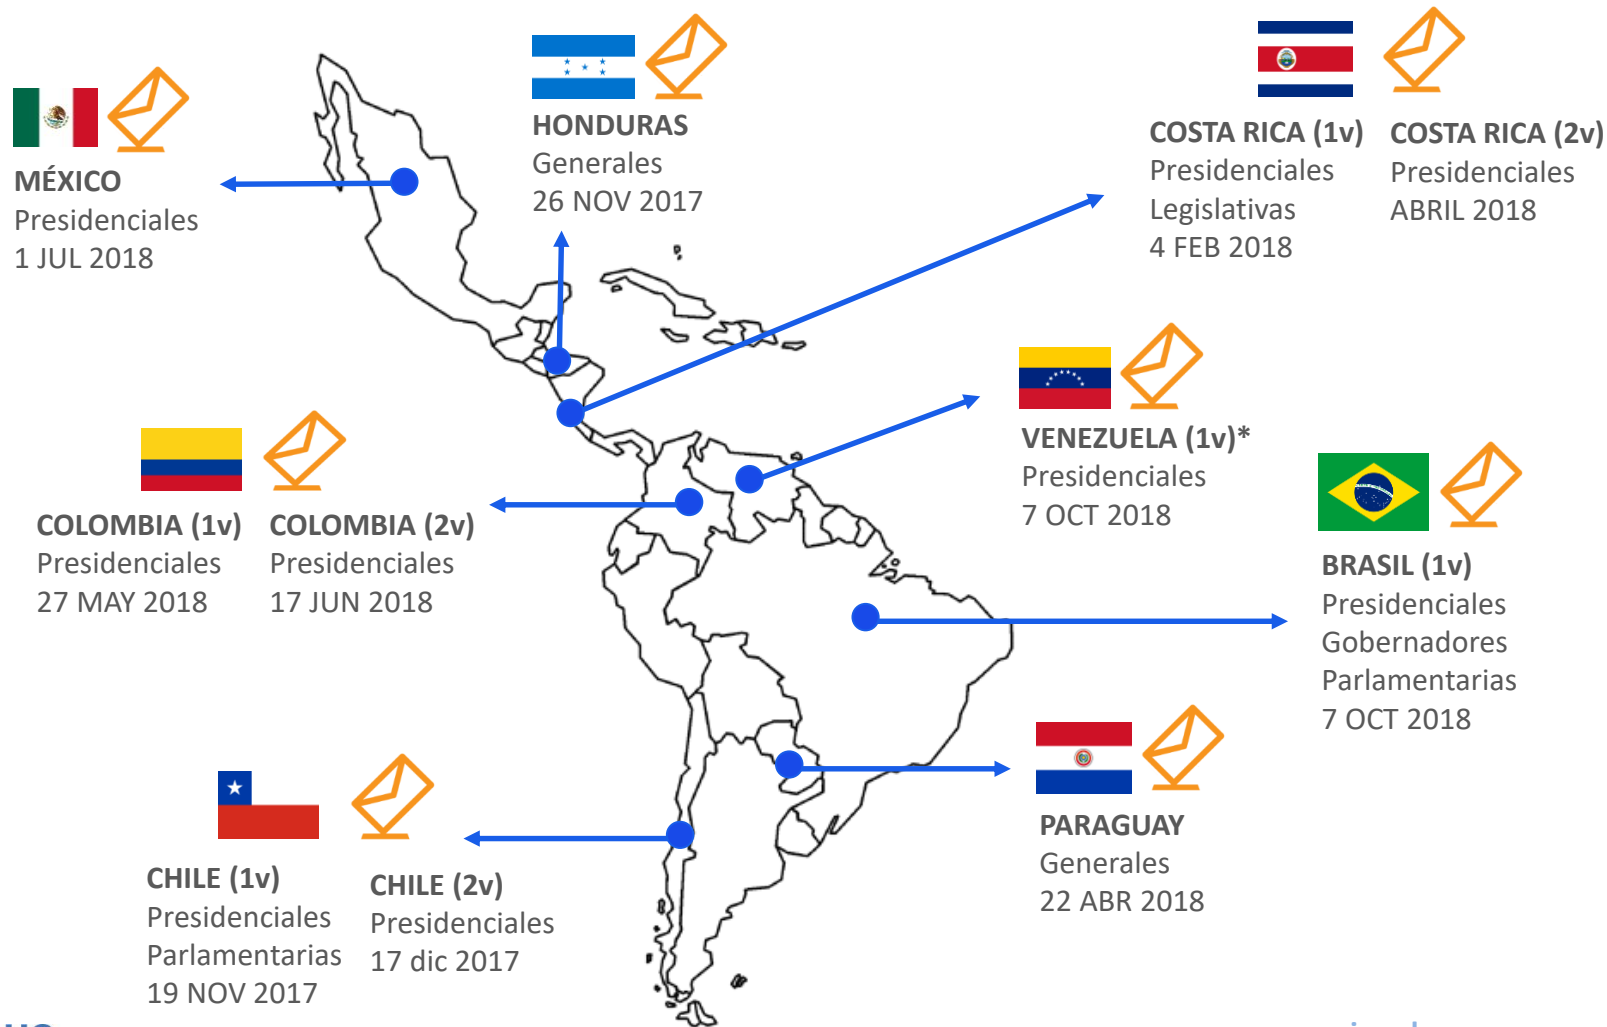 HONDURAS
Generales
26 NOV 2017
COSTA RICA (1v)
Presidenciales
Legislativas
4 FEB 2018
COSTA RICA (2v)
Presidenciales
ABRIL 2018
MÉXICO
Presidenciales
1 JUL 2018
VENEZUELA (1v)*
Presidenciales
7 OCT 2018
COLOMBIA (1v)
Presidenciales
27 MAY 2018
COLOMBIA (2v)
Presidenciales
17 JUN 2018
BRASIL (1v)
Presidenciales
Gobernadores
Parlamentarias
7 OCT 2018
PARAGUAY
Generales
22 ABR 2018
CHILE (1v)
Presidenciales
Parlamentarias
19 NOV 2017
CHILE (2v)
Presidenciales
17 dic 2017